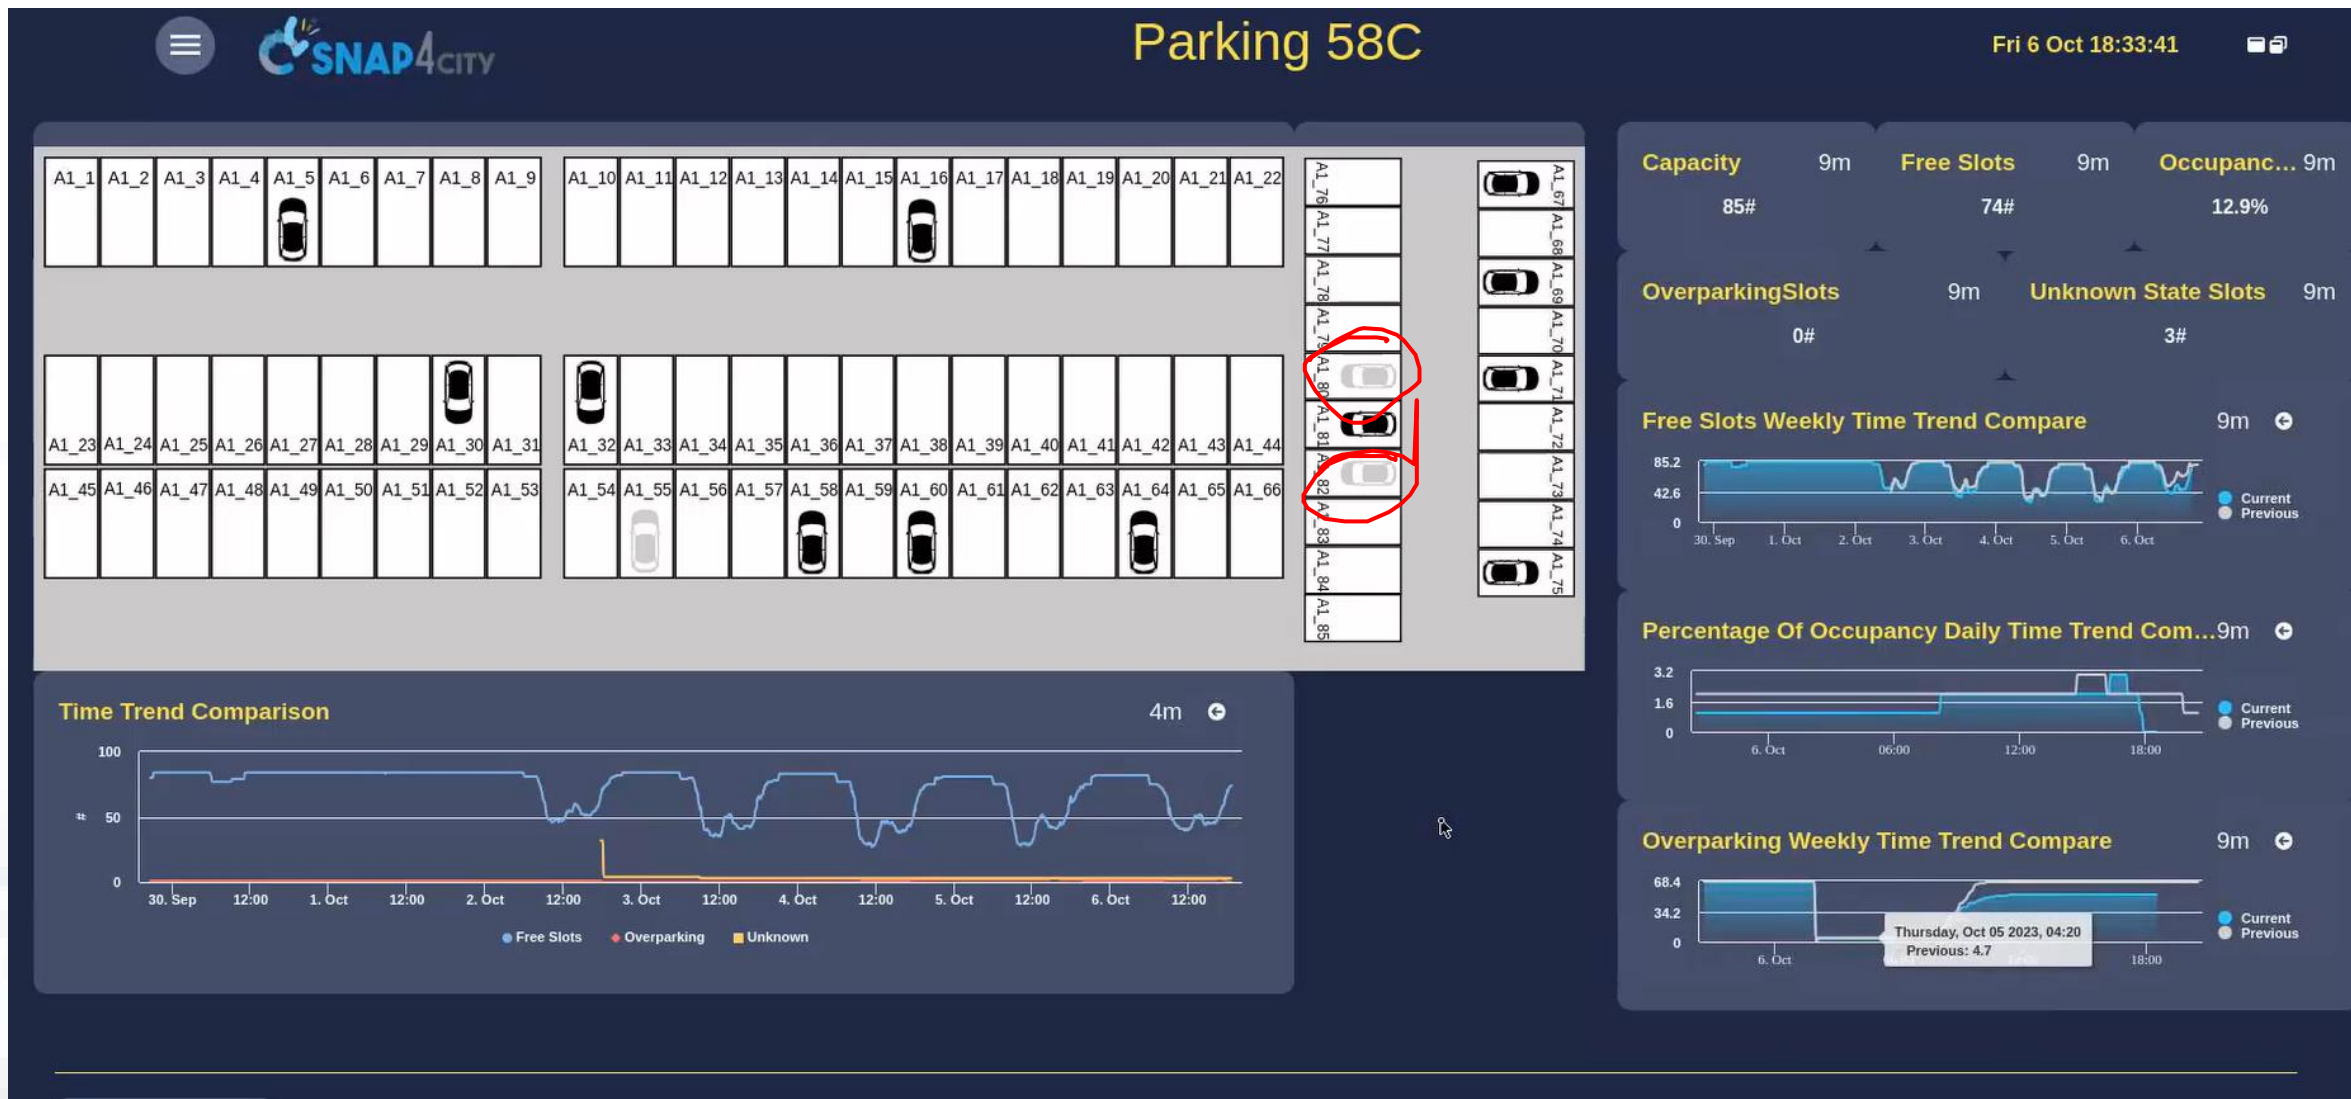 SNAP4CITY
Parking 58C
Fri 6 Oct 18:33:41
A1_1 A1_2 A1_3 A1_4 A1_5 A1_6 A1_7 A1_8 A1_9 A1_10 A1_11 A1_12 A1_13 A1_14 A1_15 A1_16 A1_17 A1_18 A1_19 A1_20 A1_21 A1_22
A1_23 A1_24 A1_25 A1_26 A1_27 A1_28 A1_29 A1_30 A1_31 A1_32 A1_33 A1_34 A1_35 A1_36 A1_37 A1_38 A1_39 A1_40 A1_41 A1_42 A1_43 A1_44
A1_45 A1_46 A1_47 A1_48 A1_49 A1_50 A1_51 A1_52 A1_53 A1_54 A1_55 A1_56 A1_57 A1_58 A1_59 A1_60 A1_61 A1_62 A1_63 A1_64 A1_65 A1_66
A1_76
A1_77
A1_78
A1_79
A1_80
A1_81
A1_82
A1_83
A1_84
A1_85
A1_67
A1_68
A1_69
A1_70
A1_71
A1_72
A1_73
A1_74
A1_75
Capacity 9m
85#
Free Slots 9m
74#
Occupanc... 9m
12.9%
OverparkingSlots 9m
0#
Unknown State Slots 9m
3#
Free Slots Weekly Time Trend Compare 9m
85.2
42.6
0
30. Sep 1. Oct 2. Oct 3. Oct 4. Oct 5. Oct 6. Oct
Current
Previous
Percentage Of Occupancy Daily Time Trend Com...9m
3.2
1.6
0
6. Oct 06:00 12:00 18:00
Current
Previous
Overparking Weekly Time Trend Compare 9m
68.4
34.2
0
6. Oct 18:00
Thursday, Oct 05 2023, 04:20
Previous: 4.7
Current
Previous
Time Trend Comparison 4m
100
50
0
#
30. Sep 12:00 1. Oct 12:00 2. Oct 12:00 3. Oct 12:00 4. Oct 12:00 5. Oct 12:00 6. Oct 12:00
Free Slots Overparking Unknown